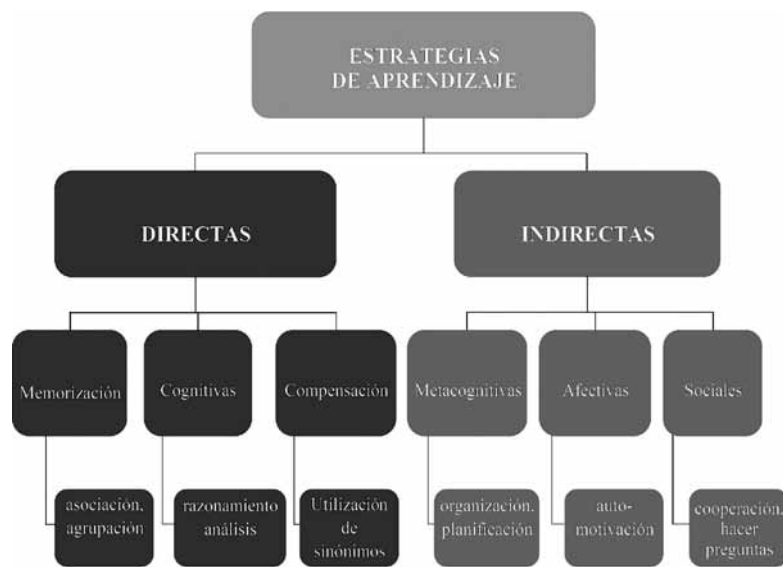 ESTRATEGIAS
DE APRENDIZAJE
DIRECTAS
INDIRECTAS
Memorización
Cognitivas
Compensación
Metacognitivas
Afectivas
Sociales
asociación,
agrupación
razonamiento
análisis
Utilización
de
sinónimos
organización,
planificación
auto-
motivación
cooperación,
hacer
preguntas